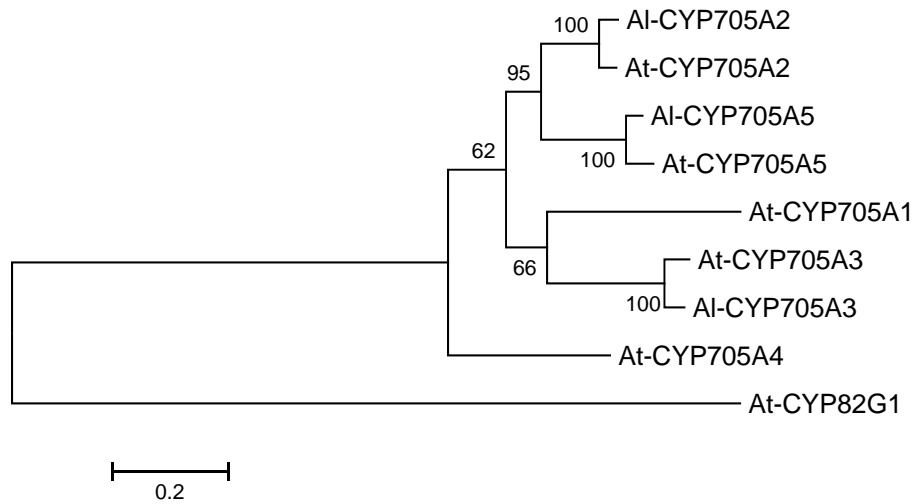 Al-CYP705A2
100
At-CYP705A2
95
Al-CYP705A5
100
At-CYP705A5
62
At-CYP705A1
66
At-CYP705A3
100
Al-CYP705A3
At-CYP705A4
At-CYP82G1
0.2